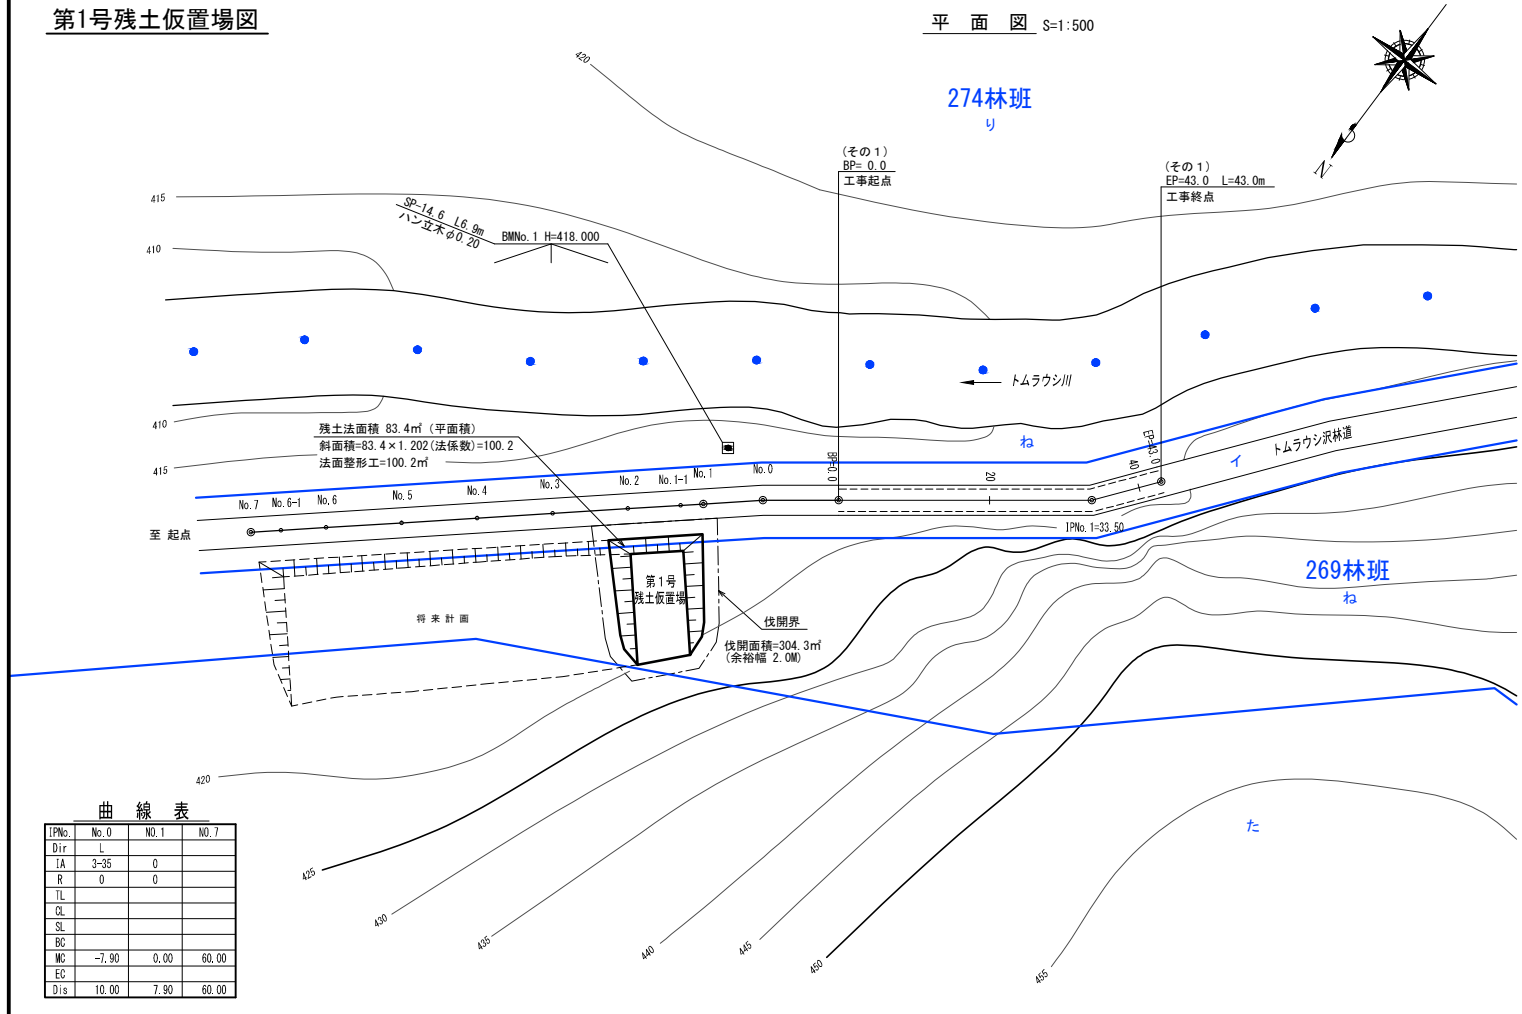 第1号残土仮置場図
平 面 図 S=1:500
420
274林班
り
N
(その1)
BP= 0.0
工事起点
(その1)
EP=43.0 L=43.0m
工事終点
415
SP-14.6 L6.9m
ハン立木φ0.20
BMNo.1 H=418.000
410
トムラウシ川
410
残土法面積 83.4㎡ (平面積)
斜面積=83.4×1.202(法係数)=100.2
法面整形工=100.2㎡
415
ね
トムラウシ沢林道
イ
BP=0.0
20
40
EP=43.0
No.7 No.6-1 No.6 No.5 No.4 No.3 No.2 No.1-1 No.1 No.0
至 起点
IPNo.1=33.50
第1号
残土仮置場
将来計画
伐開界
伐開面積=304.3㎡
(余裕幅 2.0M)
269林班
ね
420
た
425
430
435
440
445
450
455
曲 線 表
IPNo. No.0 NO.1 NO.7
Dir L
IA 3-35 0
R 0 0
TL
CL
SL
BC
MC -7.90 0.00 60.00
EC
Dis 10.00 7.90 60.00